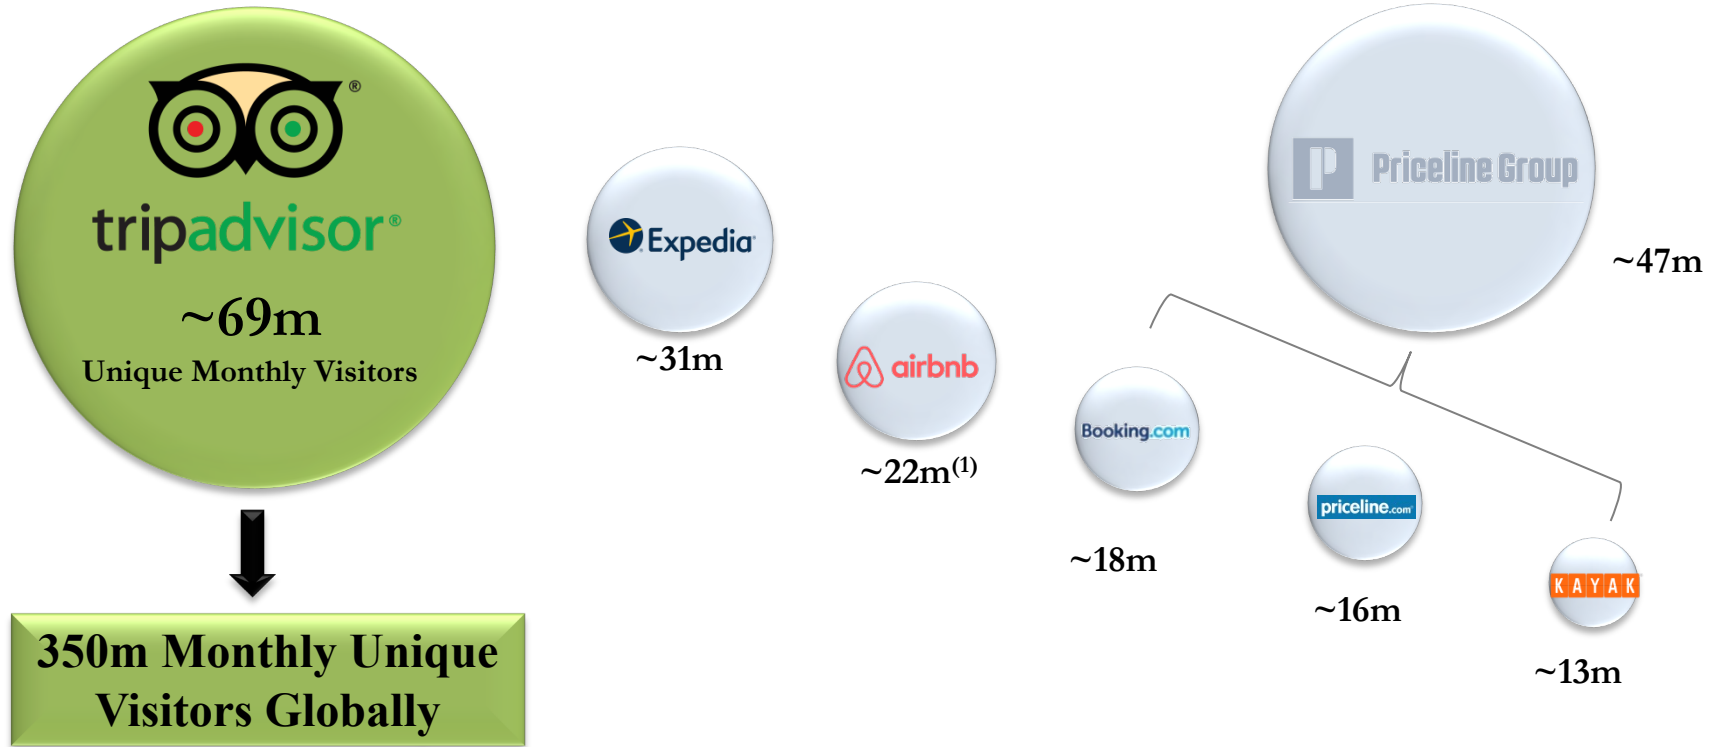 tripadvisor®
~69m
Unique Monthly Visitors
350m Monthly Unique
Visitors Globally
Expedia
~31m
airbnb
~22m(1)
Priceline Group
~47m
Booking.com
~18m
priceline.com
~16m
KAYAK
~13m